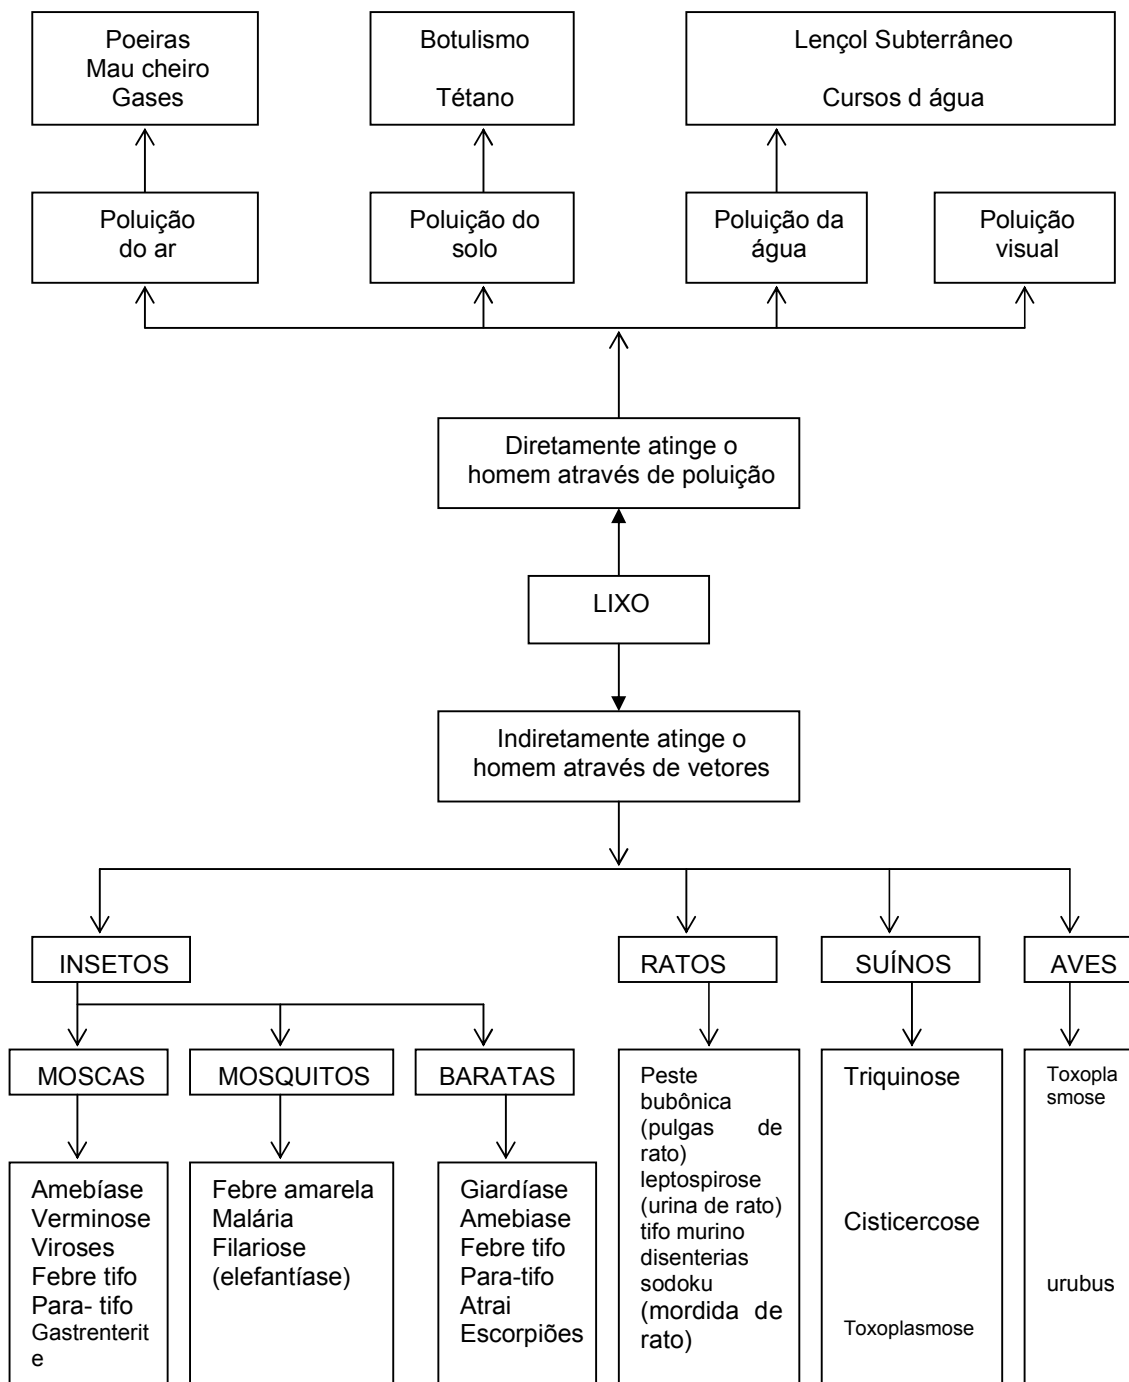 Poeiras
Mau cheiro
Gases
Botulismo
Tétano
Lençol Subterrâneo
Cursos d água
Poluição
do ar
Poluição do
solo
Poluição da
água
Poluição
visual
Diretamente atinge o
homem através de poluição
LIXO
Indiretamente atinge o
homem através de vetores
INSETOS
RATOS
SUÍNOS
AVES
MOSCAS
MOSQUITOS
BARATAS
Amebíase
Verminose
Viroses
Febre tifo
Para- tifo
Gastrenterit
e
Febre amarela
Malária
Filariose
(elefantíase)
Giardíase
Amebiase
Febre tifo
Para-tifo
Atrai
Escorpiões
Peste
bubônica
(pulgas de
rato)
leptospirose
(urina de rato)
tifo murino
disenterias
sodoku
(mordida de
rato)
Triquinose
Cisticercose
Toxoplasmose
Toxopla
smose
urubus